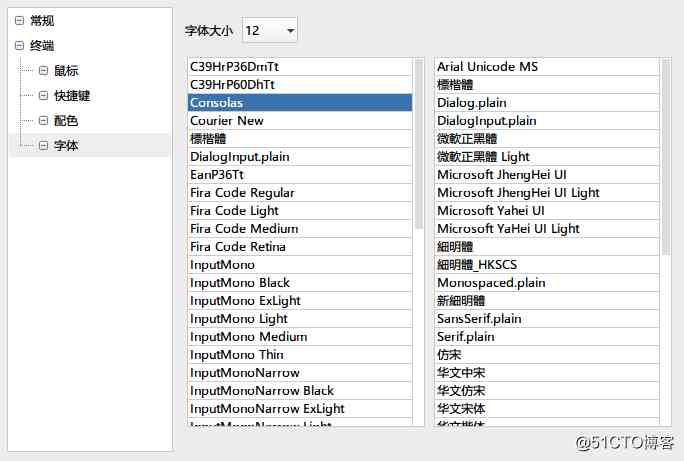 常规
终端
鼠标
快捷键
配色
字体
字体大小 12
C39HrP36DmTt
C39HrP60DhTt
Consolas
Courier New
標楷體
DialogInput.plain
EanP36Tt
Fira Code Regular
Fira Code Light
Fira Code Medium
Fira Code Retina
InputMono
InputMono Black
InputMono ExLight
InputMono Light
InputMono Medium
InputMono Thin
InputMonoNarrow
InputMonoNarrow Black
InputMonoNarrow ExLight
InputMonoNarrow Light
Arial Unicode MS
標楷體
Dialog.plain
DialogInput.plain
微軟正黑體
微軟正黑體 Light
Microsoft JhengHei UI
Microsoft JhengHei UI Light
Microsoft Yahei UI
Microsoft YaHei UI Light
細明體
細明體_HKSCS
Monospaced.plain
新細明體
SansSerif.plain
Serif.plain
仿宋
华文中宋
华文仿宋
华文宋体
华文楷体
@51CTO博客